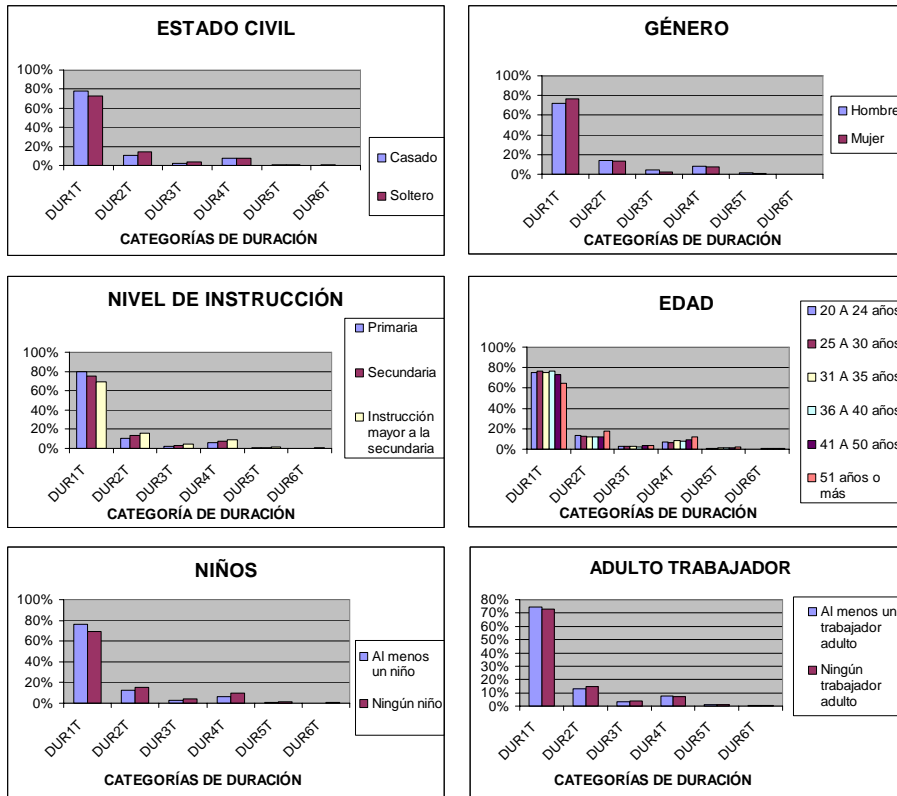 ESTADO CIVIL
100%
80%
60%
40%
20%
0%
DUR1T
DUR2T
DUR3T
DUR4T
DUR5T
DUR6T
CATEGORÍAS DE DURACIÓN
Casado
Soltero
GÉNERO
100%
80%
60%
40%
20%
0%
DUR1T
DUR2T
DUR3T
DUR4T
DUR5T
DUR6T
CATEGORÍAS DE DURACIÓN
Hombre
Mujer
NIVEL DE INSTRUCCIÓN
100%
80%
60%
40%
20%
0%
DUR1T
DUR2T
DUR3T
DUR4T
DUR5T
DUR6T
CATEGORÍA DE DURACIÓN
Primaria
Secundaria
Instrucción
mayor a la
secundaria
EDAD
100%
80%
60%
40%
20%
0%
DUR1T
DUR2T
DUR3T
DUR4T
DUR5T
DUR6T
CATEGORÍAS DE DURACIÓN
20 A 24 años
25 A 30 años
31 A 35 años
36 A 40 años
41 A 50 años
51 años o
más
NIÑOS
100%
80%
60%
40%
20%
0%
DUR1T
DUR2T
DUR3T
DUR4T
DUR5T
DUR6T
CATEGORÍAS DE DURACIÓN
Al menos
un niño
Ningún niño
ADULTO TRABAJADOR
80%
70%
60%
50%
40%
30%
20%
10%
0%
DUR1T
DUR2T
DUR3T
DUR4T
DUR5T
DUR6T
CATEGORÍAS DE DURACIÓN
Al menos un
trabajador
adulto
Ningún
trabajador
adulto